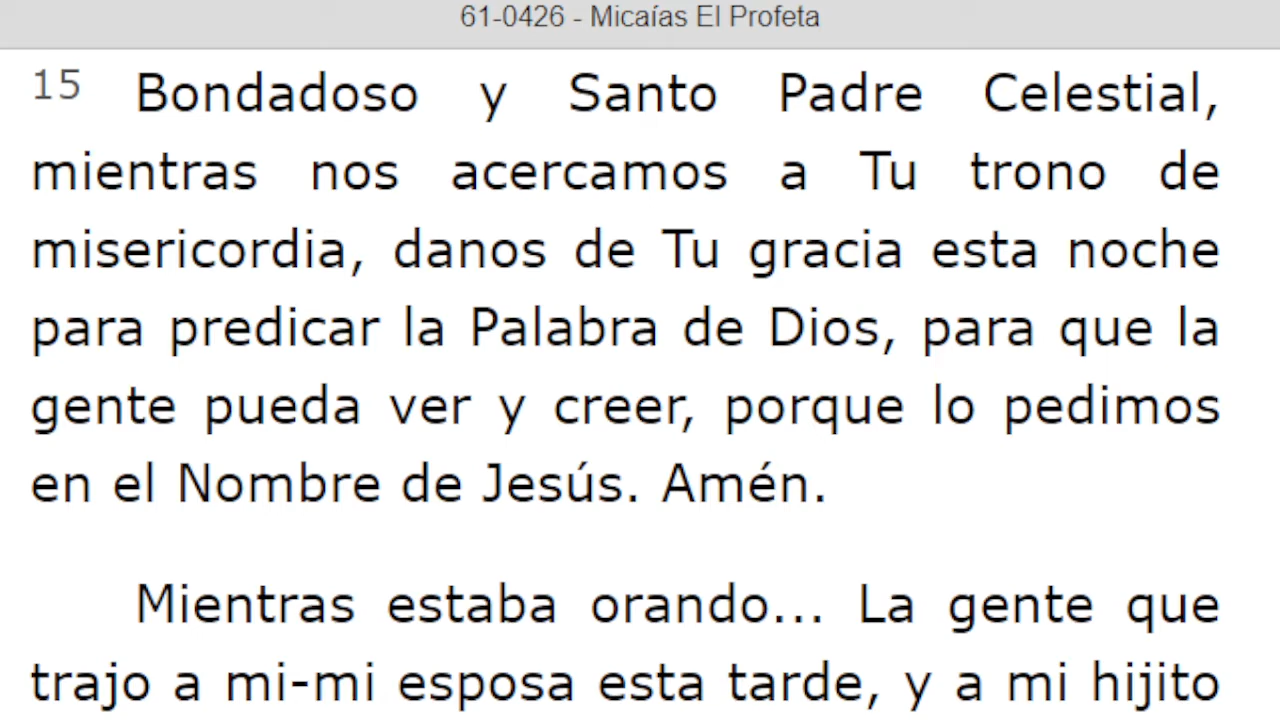 61-0426 - Micaías El Profeta
15 Bondadoso y Santo Padre Celestial,
mientras nos acercamos a Tu trono de
misericordia, danos de Tu gracia esta noche
para predicar la Palabra de Dios, para que la
gente pueda ver y creer, porque lo pedimos
en el Nombre de Jesús. Amén.
Mientras estaba orando... La gente que
trajo a mi-mi esposa esta tarde, y a mi hijito